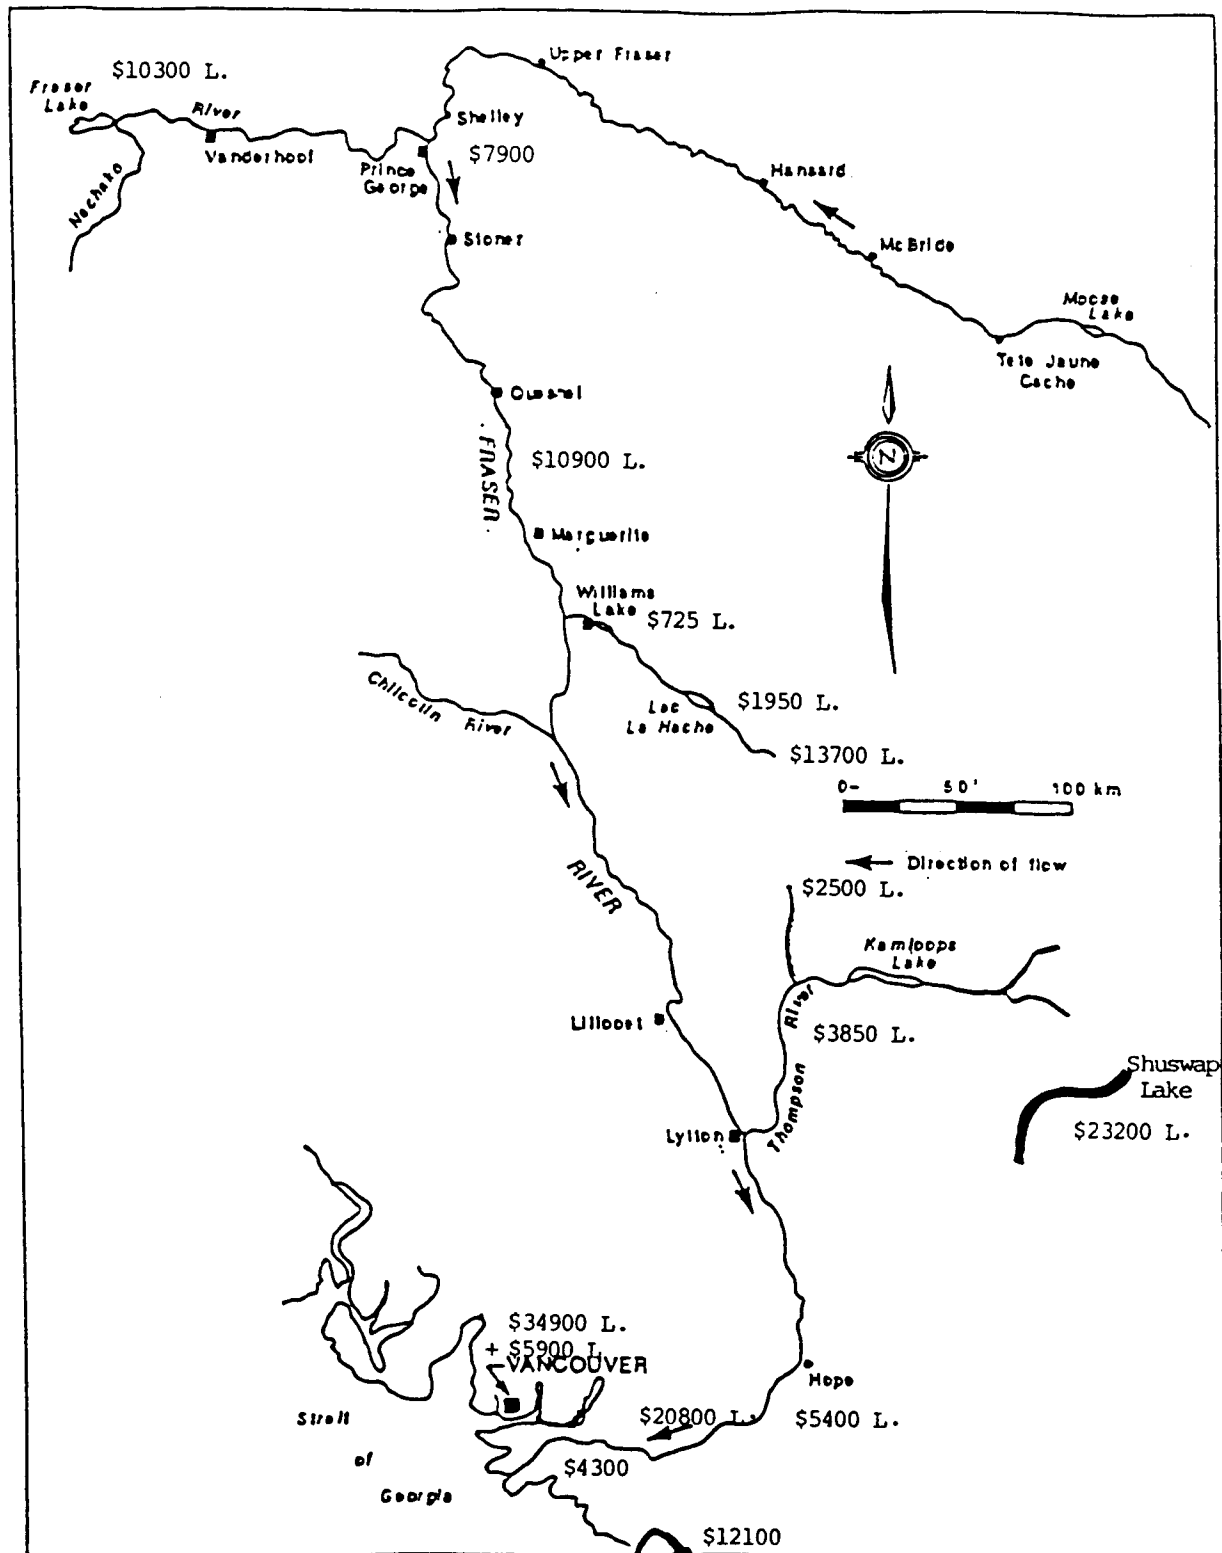 $10300 L.
Fraser
Lake
River
Vanderhoof
Nechako
Upper Fraser
Shelley
$7900
Prince
George
Hansard
Stoner
McBride
Moose
Lake
Tete Jaune
Cache
Quesnel
FRASER
$10900 L.
N
Marguerite
Williams
Lake
$725 L.
Chilcotin River
Lac
La Hache
$1950 L.
$13700 L.
0 50 100 km
Direction of flow
RIVER
$2500 L.
Kamloops
Lake
Lillooet
River
$3850 L.
Thompson
Shuswap
Lake
$23200 L.
Lytton
$34900 L.
+ $5900 L
VANCOUVER
Hope
$20800 L.
$5400 L.
Strait
of
Georgia
$4300
$12100